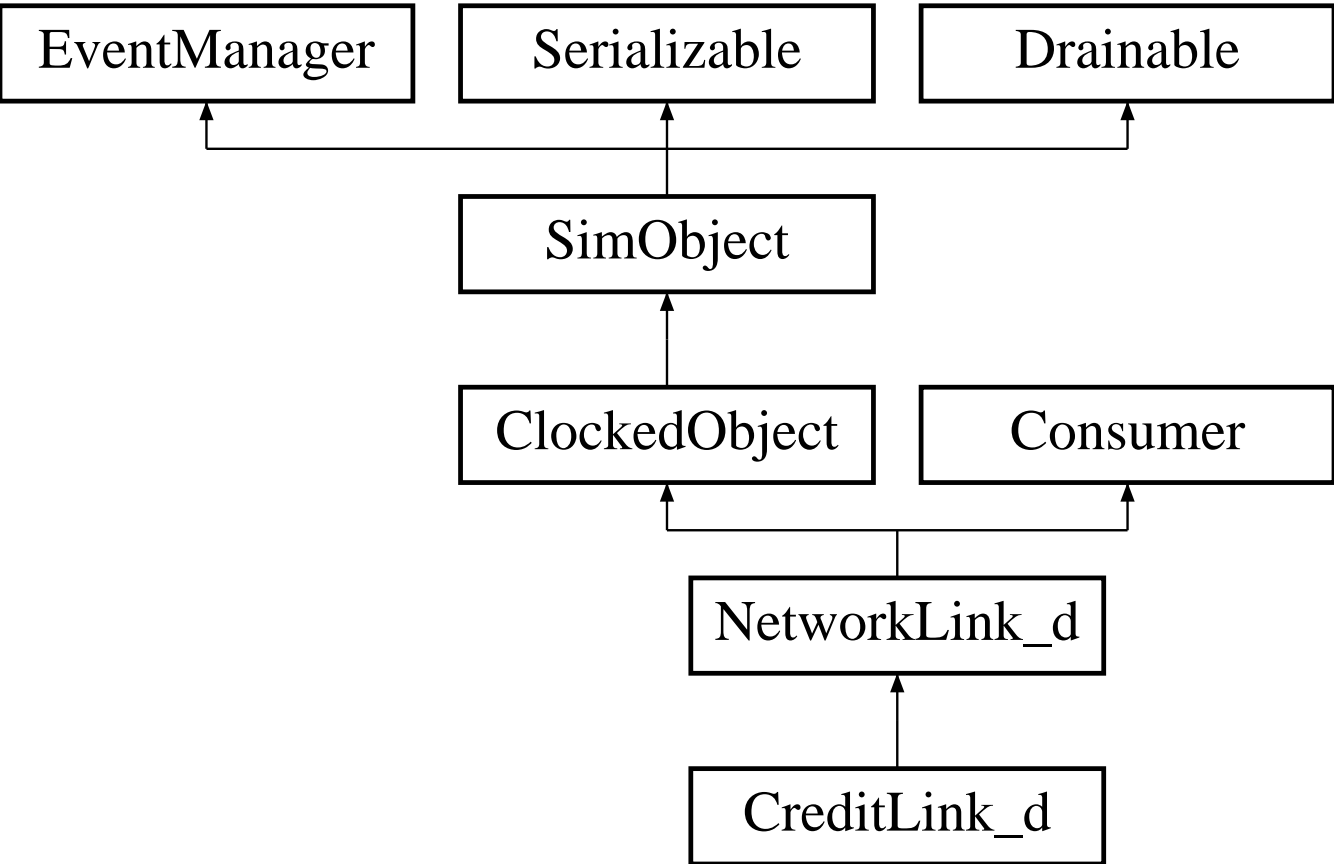 EventManager
Serializable
Drainable
SimObject
ClockedObject
Consumer
NetworkLink_d
CreditLink_d